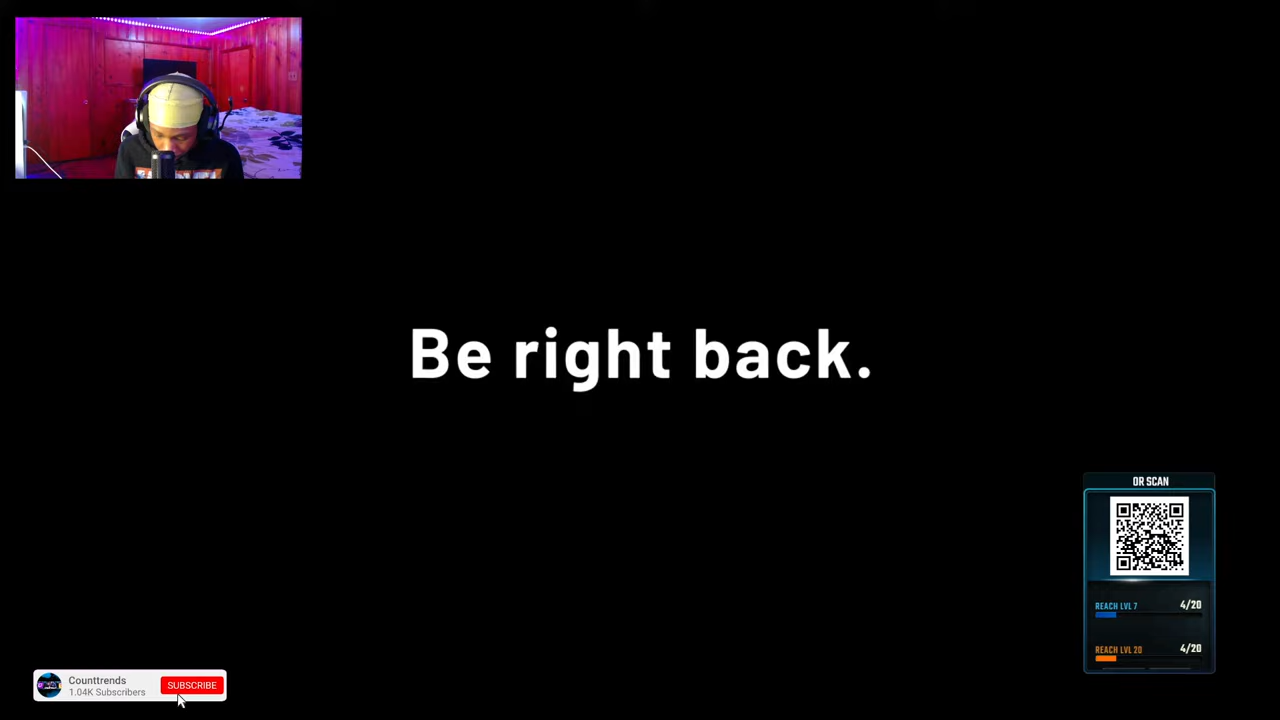 Be right back.
OR SCAN
REACH LVL 7 4/20
REACH LVL 20 4/20
Counttrends
1.04K Subscribers
SUBSCRIBE